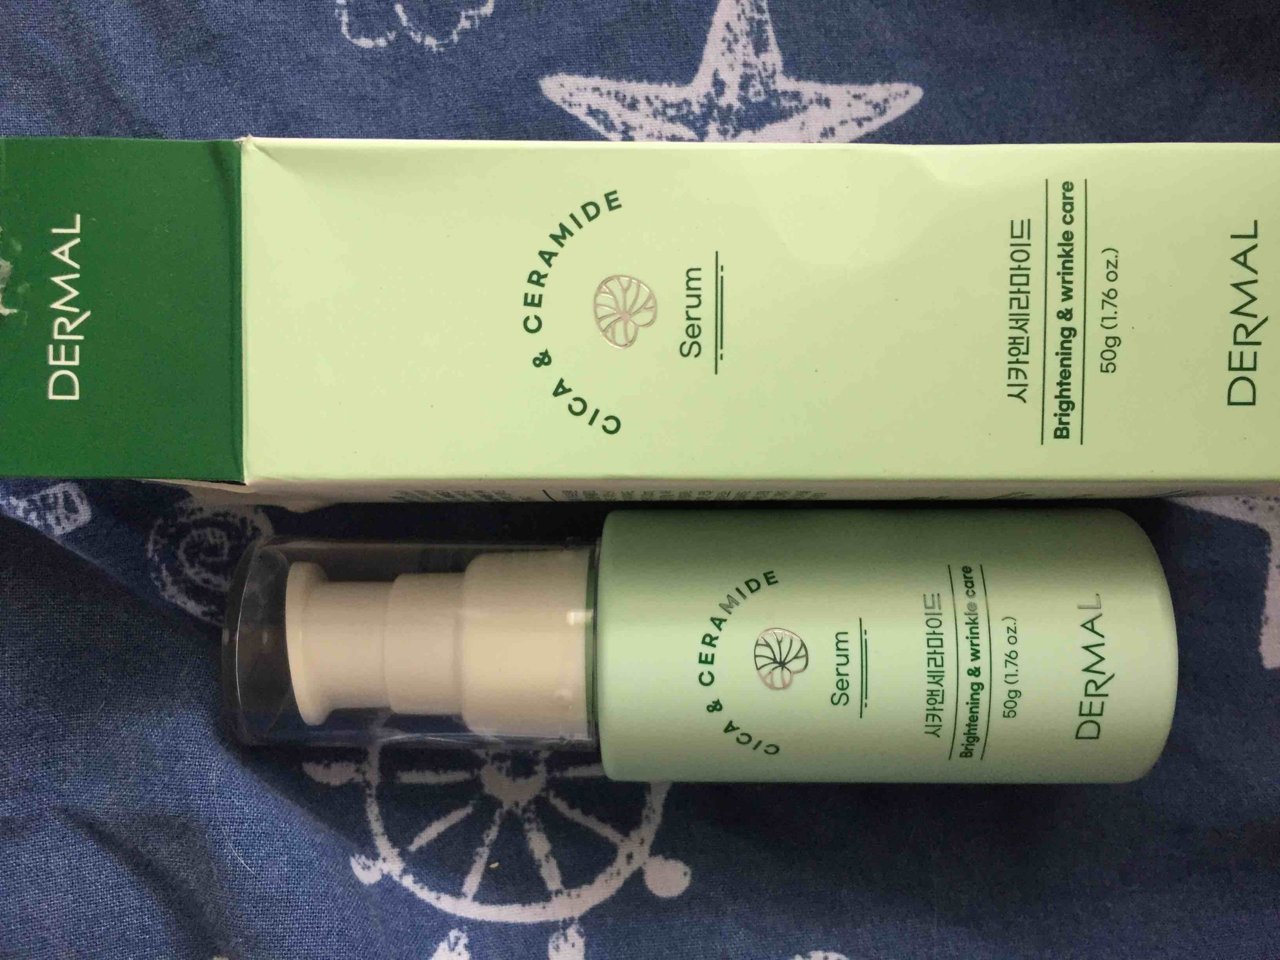 DERMAL
CICA & CERAMIDE
Serum
시카앤세라마이드
Brightening & wrinkle care
50g (1.76 oz.)
DERMAL
CICA & CERAMIDE
Serum
시카앤세라마이드
Brightening & wrinkle care
50g (1.76 oz.)
DERMAL